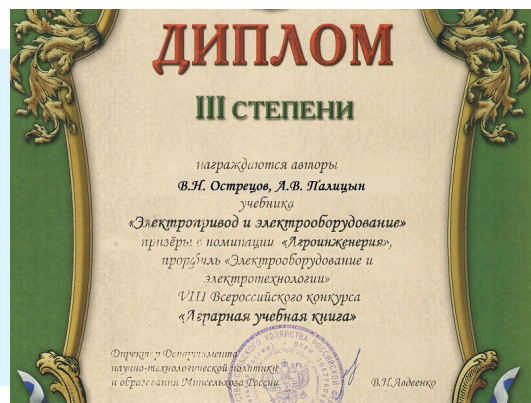 ДИПЛОМ
III СТЕПЕНИ
награждаются авторы
В.Н. Острецов, А.В. Палицын
учебника
«Электропривод и электрооборудование»
призёры в номинации «Агроинженерия»,
профиль «Электрооборудование и
электротехнологии»
VIII Всероссийского конкурса
«Аграрная учебная книга»
Директор Департамента
научно-технологической политики
и образования Минсельхоза России
В.И.Авдеенко